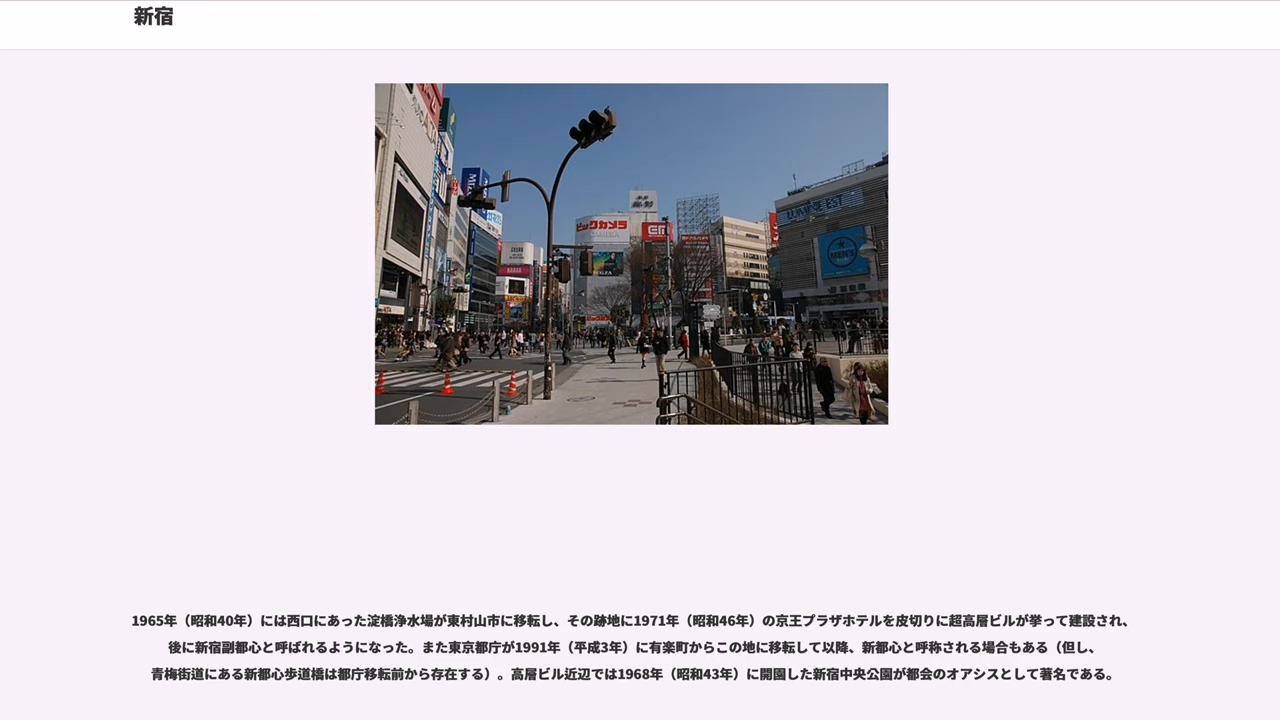 新宿
ビックカメラ
LUMINE EST
MEN'S
1965年（昭和40年）には西口にあった淀橋浄水場が東村山市に移転し、その跡地に1971年（昭和46年）の京王プラザホテルを皮切りに超高層ビルが挙って建設され、
後に新宿副都心と呼ばれるようになった。また東京都庁が1991年（平成3年）に有楽町からこの地に移転して以降、新都心と呼称される場合もある（但し、
青梅街道にある新都心歩道橋は都庁移転前から存在する）。高層ビル近辺では1968年（昭和43年）に開園した新宿中央公園が都会のオアシスとして著名である。